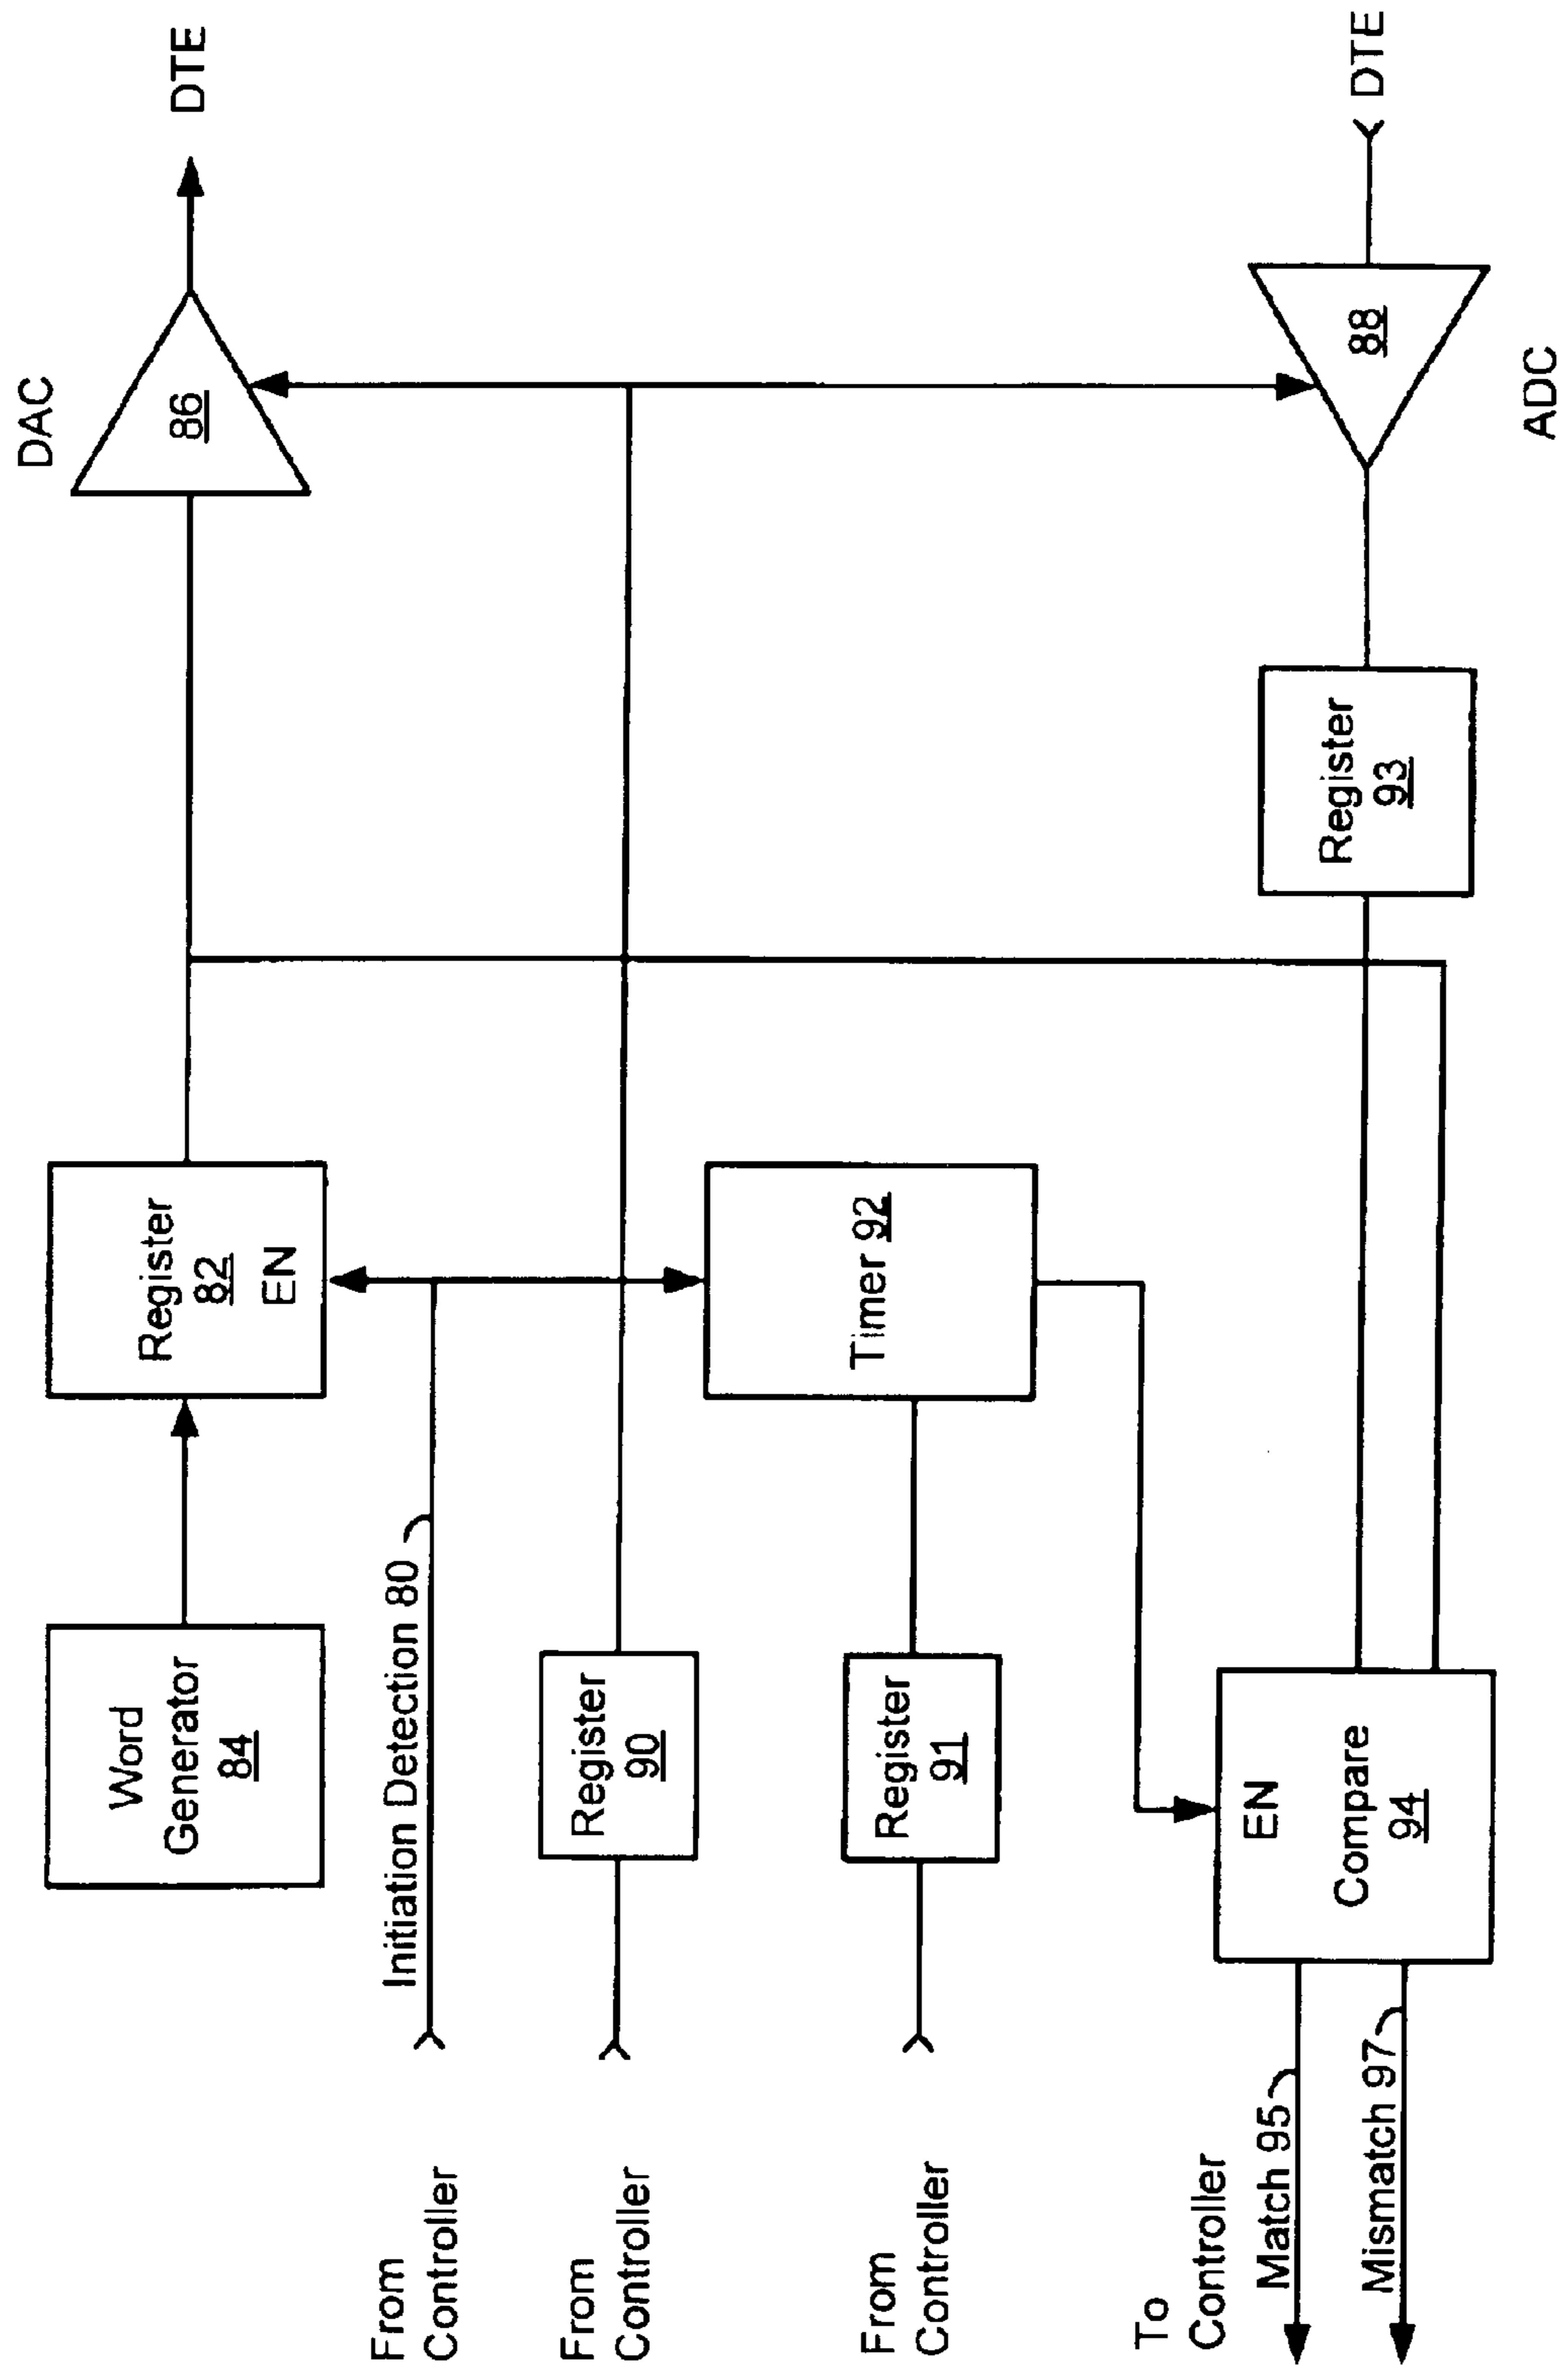 Word
Generator
84
Register
82
EN
DAC
86
DTE
From
Controller
Initiation Detection 80
From
Controller
Register
90
From
Controller
Register
91
Timer 92
To
Controller
Match 95
Mismatch 97
EN
Compare
94
Register
93
88
ADC
DTE